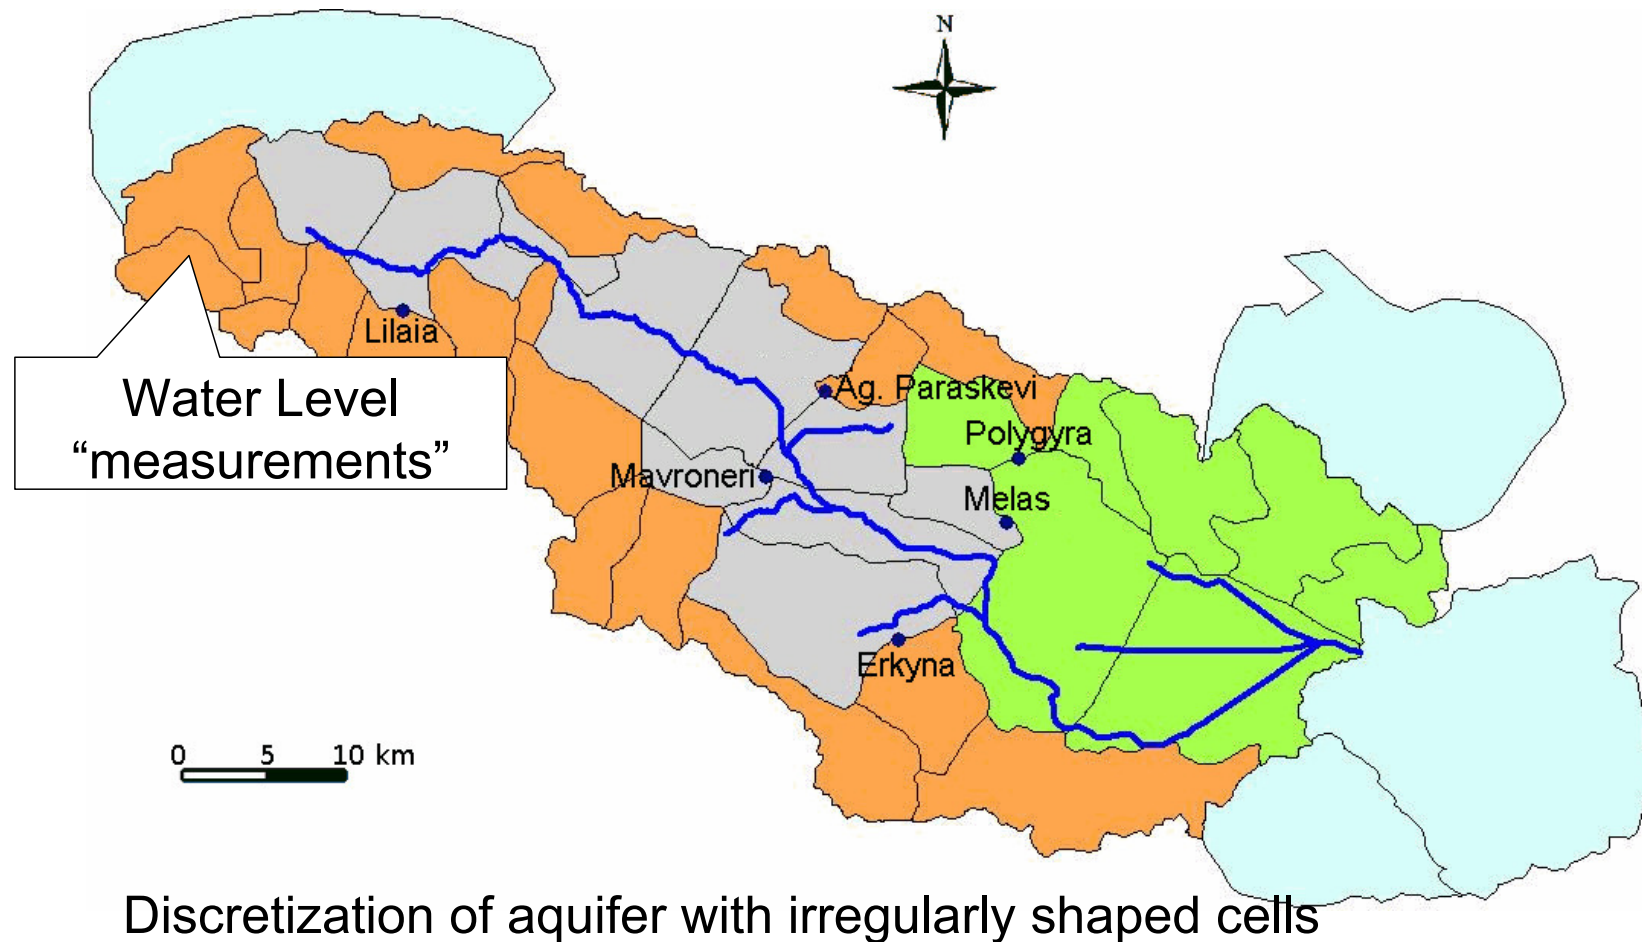 N
Lilaia
Water Level
“measurements”
Ag. Paraskevi
Polygyra
Mavroneri
Melas
Erkyna
0 5 10 km
Discretization of aquifer with irregularly shaped cells